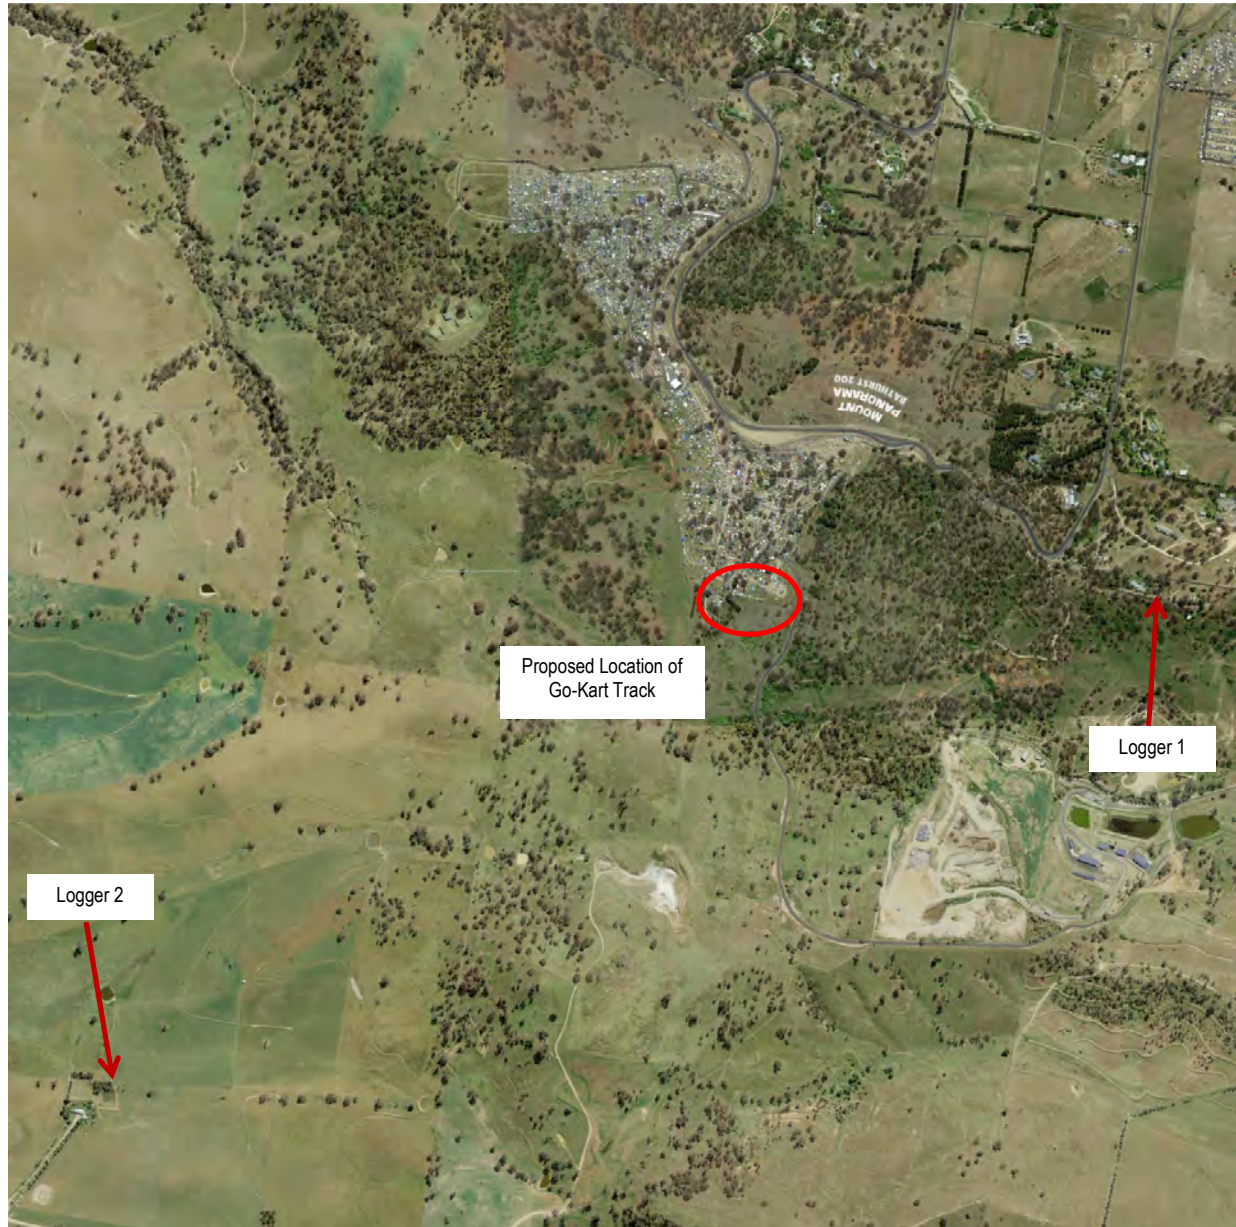 MOUNT
PANORAMA
BATHURST 200
Proposed Location of
Go-Kart Track
Logger 1
Logger 2